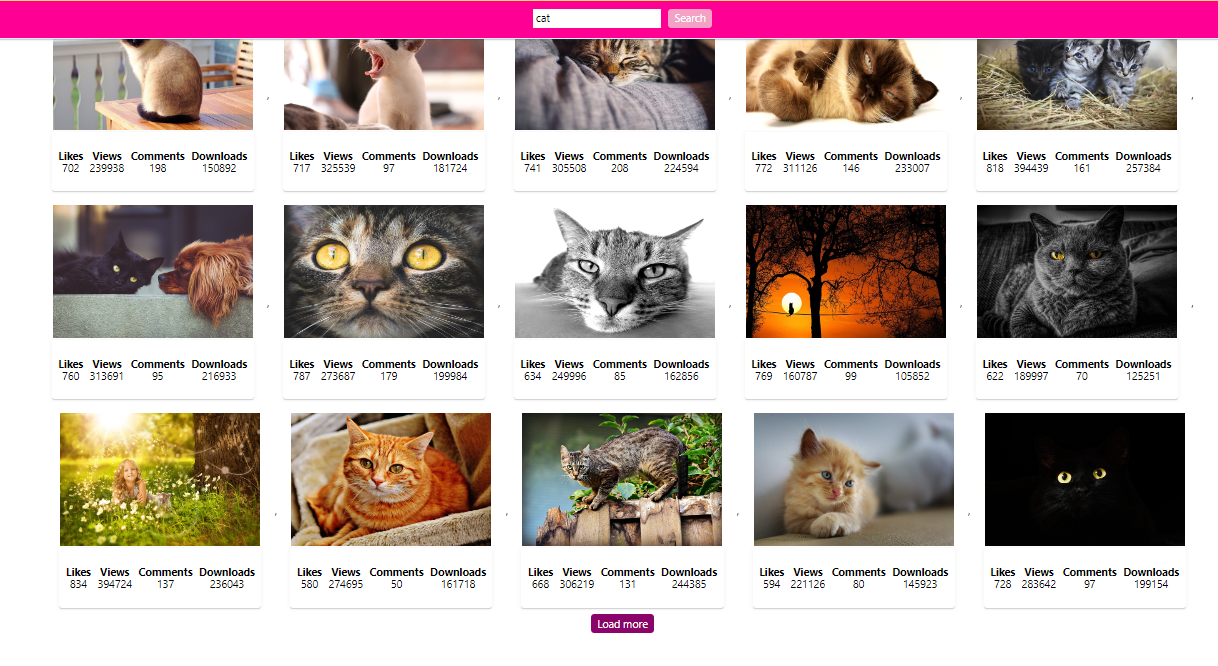 cat Search
Likes Views Comments Downloads Likes Views Comments Downloads Likes Views Comments Downloads Likes Views Comments Downloads Likes Views Comments Downloads
702 239938 198 150892 717 325539 97 181724 741 305508 208 224594 772 311126 146 233007 818 394439 161 257384
Likes Views Comments Downloads Likes Views Comments Downloads Likes Views Comments Downloads Likes Views Comments Downloads Likes Views Comments Downloads
760 313691 95 216933 787 273687 179 199984 634 249996 85 162856 769 160787 99 105852 622 189997 70 125251
Likes Views Comments Downloads Likes Views Comments Downloads Likes Views Comments Downloads Likes Views Comments Downloads Likes Views Comments Downloads
834 394724 137 236043 580 274695 50 161718 668 306219 131 244385 594 221126 80 145923 728 283642 97 199154
Load more